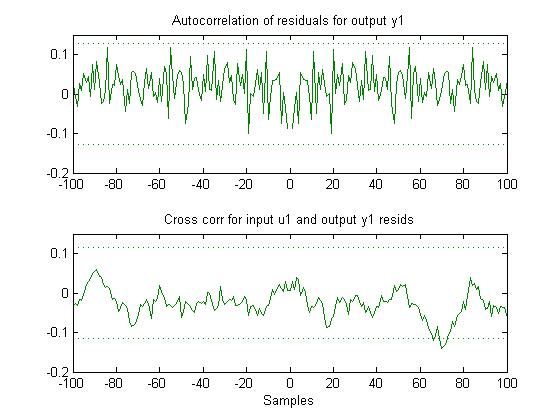 Autocorrelation of residuals for output y1
0.1
0
-0.1
-0.2
-100 -80 -60 -40 -20 0 20 40 60 80 100
Cross corr for input u1 and output y1 resids
0.1
0
-0.1
-0.2
-100 -80 -60 -40 -20 0 20 40 60 80 100
Samples